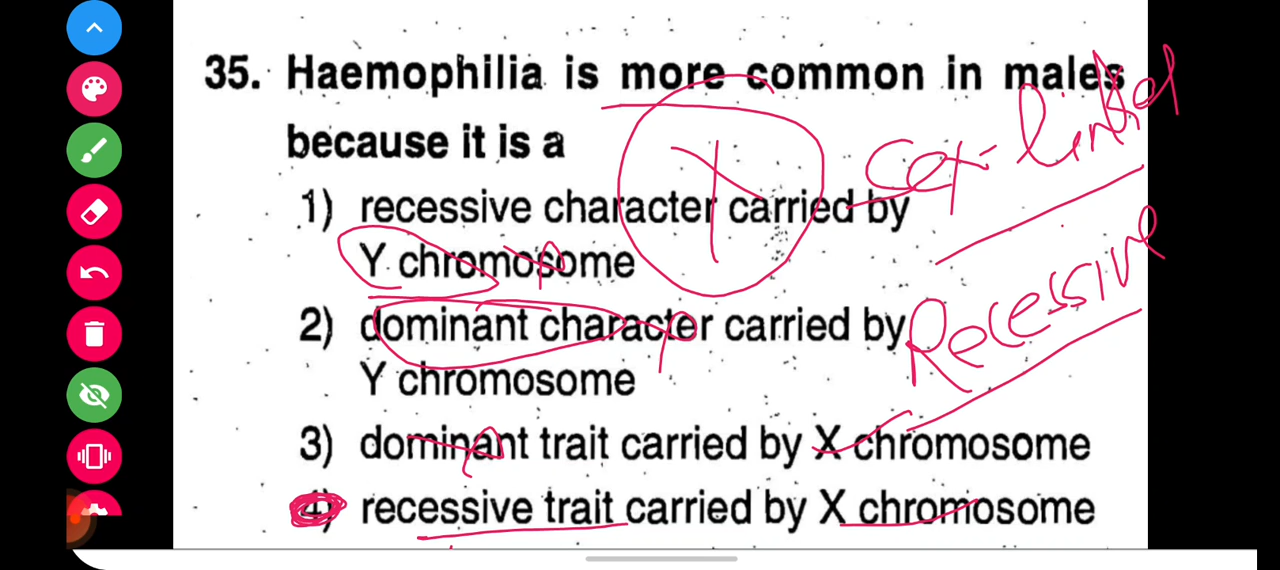 35. Haemophilia is more common in males
because it is a
1) recessive character carried by
Y chromosome
2) dominant character carried by
Y chromosome
3) dominant trait carried by X chromosome
4) recessive trait carried by X chromosome
Sex-linked
Recessive